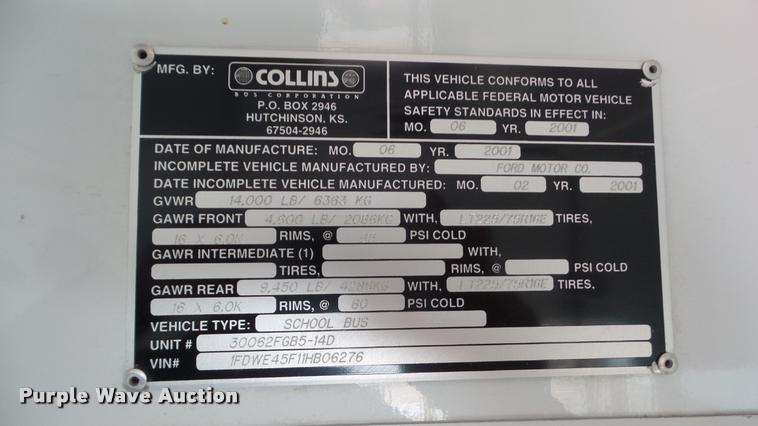 MFG. BY: COLLINS
BUS CORPORATION
P.O. BOX 2946
HUTCHINSON, KS.
67504-2946
THIS VEHICLE CONFORMS TO ALL
APPLICABLE FEDERAL MOTOR VEHICLE
SAFETY STANDARDS IN EFFECT IN:
MO. 06 YR. 2001
DATE OF MANUFACTURE: MO. 06 YR. 2001
INCOMPLETE VEHICLE MANUFACTURED BY: FORD MOTOR CO.
DATE INCOMPLETE VEHICLE MANUFACTURED: MO. 02 YR. 2001
GVWR 14,000 LB/ 6363 KG
GAWR FRONT 4,600 LB/ 2086KG WITH, LT225/75R16E TIRES,
16 X 6.0K RIMS, @ PSI COLD
GAWR INTERMEDIATE (1) WITH,
TIRES, RIMS, @ PSI COLD
GAWR REAR 9,450 LB/ 4286KG WITH, LT225/75R16E TIRES,
16 X 6.0K RIMS, @ 80 PSI COLD
VEHICLE TYPE: SCHOOL BUS
UNIT # 30062FGB5-14D
VIN# 1FDWE45F11HB06276
Purple Wave Auction